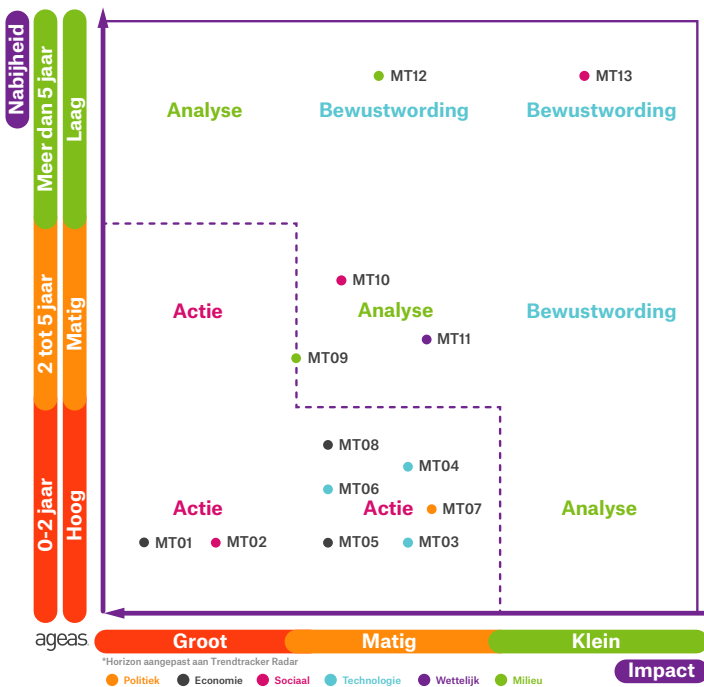 Nabijheid
Meer dan 5 jaar
Laag
2 tot 5 jaar
Matig
0-2 jaar
Hoog
MT12
MT13
Analyse
Bewustwording
Bewustwording
MT10
Actie
Analyse
Bewustwording
MT11
MT09
MT08
MT04
MT06
Actie
Actie
MT07
Analyse
MT01
MT02
MT05
MT03
ageas
Groot
Matig
Klein
*Horizon aangepast aan Trendtracker Radar
Impact
Politiek
Economie
Sociaal
Technologie
Wettelijk
Milieu